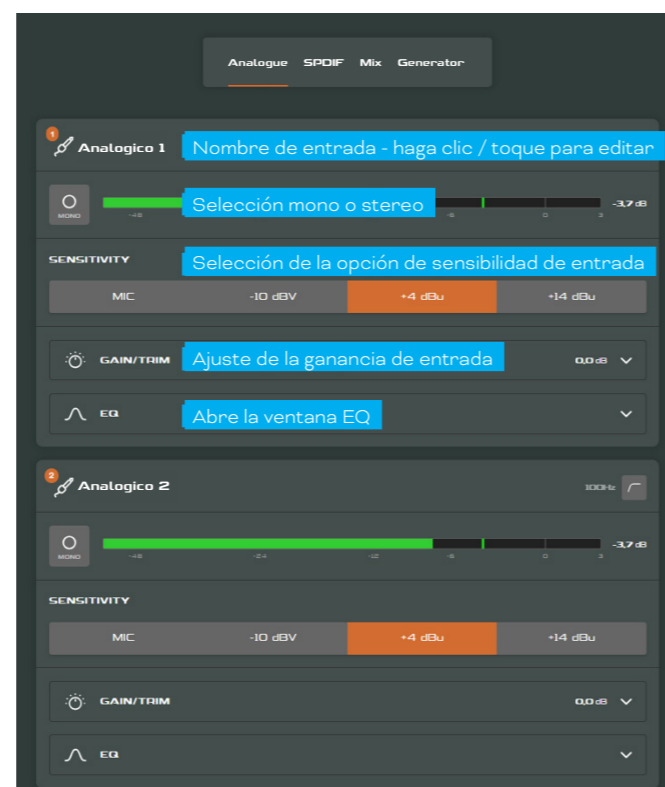 Analogue SPDIF Mix Generator
1 Analogico 1 Nombre de entrada - haga clic / toque para editar
MONO Selección mono o stereo -3,7 dB
-48 -6 0 3
SENSITIVITY Selección de la opción de sensibilidad de entrada
MIC -10 dBV +4 dBu +14 dBu
GAIN/TRIM Ajuste de la ganancia de entrada 0,0 dB
EQ Abre la ventana EQ
2 Analogico 2 100Hz
MONO -3,7 dB
-48 -24 -12 -6 0 3
SENSITIVITY
MIC -10 dBV +4 dBu +14 dBu
GAIN/TRIM 0,0 dB
EQ